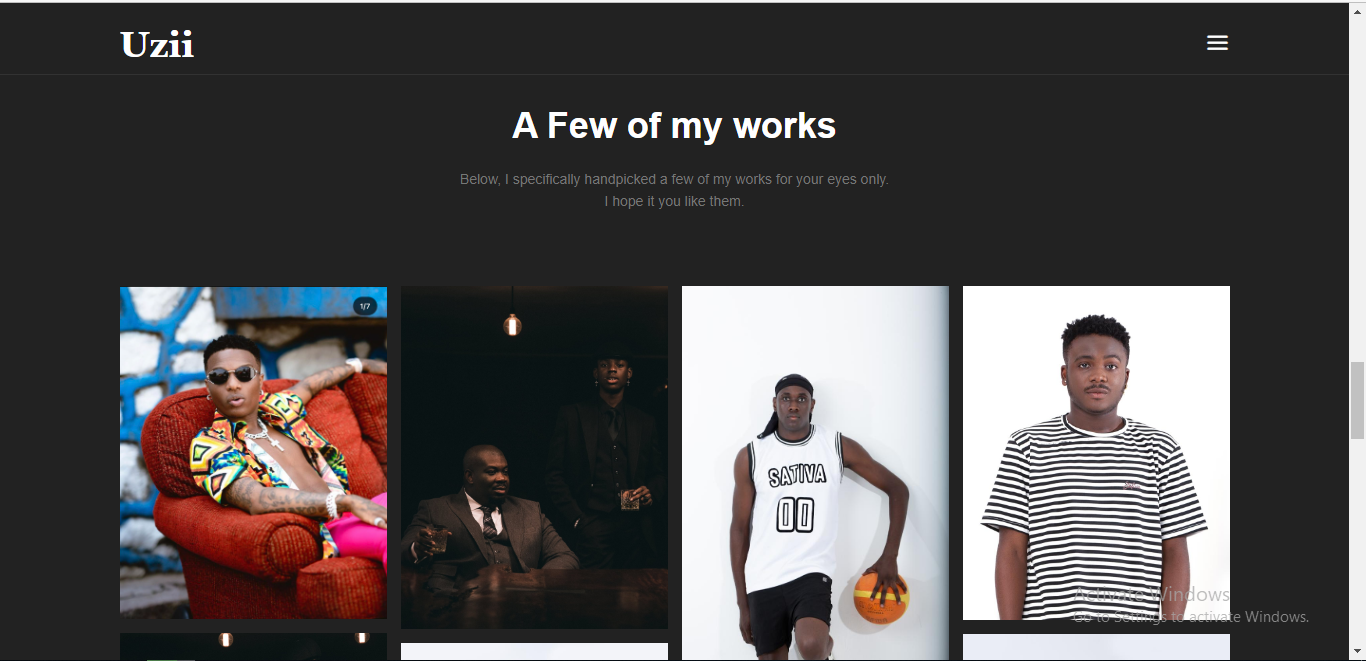 Uzii
A Few of my works
Below, I specifically handpicked a few of my works for your eyes only.
I hope it you like them.
1/7
SATIVA
00
Activate Windows
Go to Settings to activate Windows.